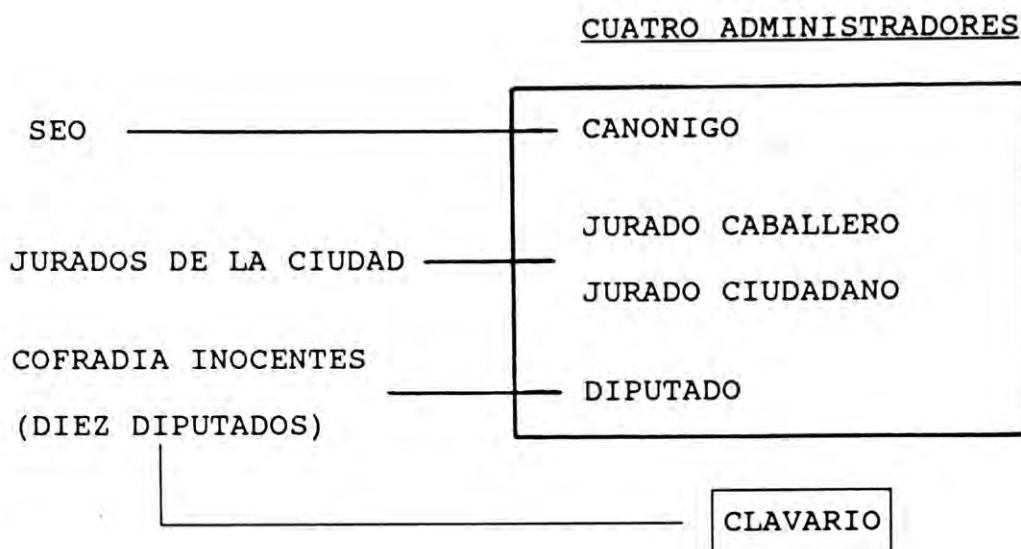 CUATRO ADMINISTRADORES
SEO
CANONIGO
JURADO CABALLERO
JURADOS DE LA CIUDAD
JURADO CIUDADANO
COFRADIA INOCENTES
DIPUTADO
(DIEZ DIPUTADOS)
CLAVARIO